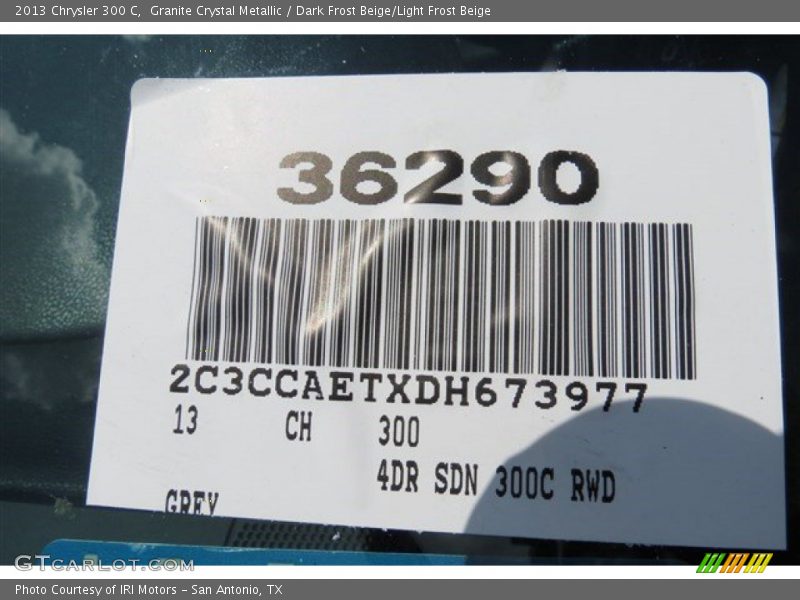 2013 Chrysler 300 C,  Granite Crystal Metallic / Dark Frost Beige/Light Frost Beige
36290
2C3CCAETXDH673977
13 CH 300
4DR SDN 300C RWD
GREY
GTCARLOT.COM
Photo Courtesy of IRI Motors – San Antonio, TX